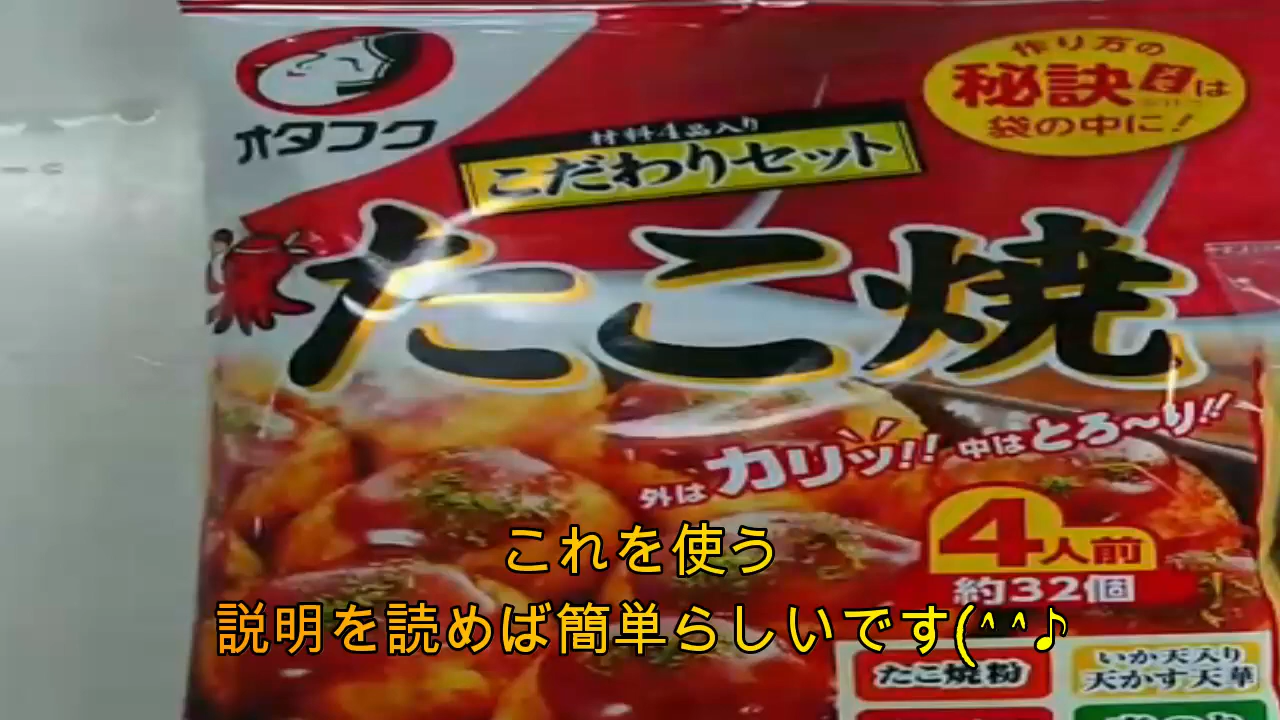 オタフク
作り方の
秘訣は
袋の中に!
材料4品入り
こだわりセット
たこ焼
外はカリッ!! 中はとろ〜り!!
4人前
約32個
これを使う
説明を読めば簡単らしいです(^ ^♪
たこ焼粉
いか天入り
天かす天華